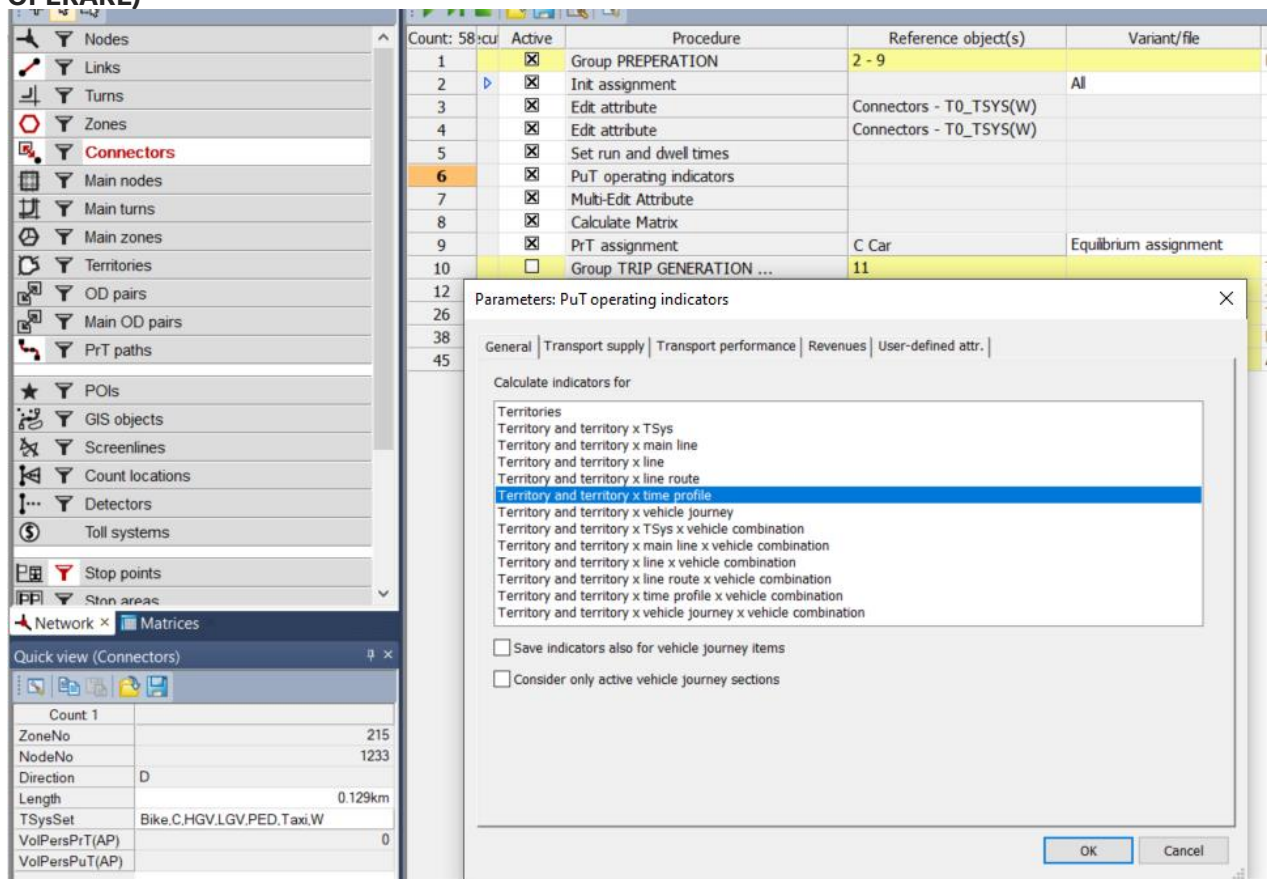 OPERARE)
Nodes
Links
Turns
Zones
Connectors
Main nodes
Main turns
Main zones
Territories
OD pairs
Main OD pairs
PrT paths
POIs
GIS objects
Screenlines
Count locations
Detectors
Toll systems
Stop points
Stop areas
Network × Matrices
Quick view (Connectors)
Count: 1
ZoneNo 215
NodeNo 1233
Direction D
Length 0.129km
TSysSet Bike,C,HGV,LGV,PED,Taxi,W
VolPersPrT(AP) 0
VolPersPuT(AP)
Count: 58 Active Procedure Reference object(s) Variant/file
1 Group PREPERATION 2 - 9
2 Init assignment All
3 Edit attribute Connectors - T0_TSYS(W)
4 Edit attribute Connectors - T0_TSYS(W)
5 Set run and dwell times
6 PuT operating indicators
7 Multi-Edit Attribute
8 Calculate Matrix
9 PrT assignment C Car Equilibrium assignment
10 Group TRIP GENERATION ... 11
12
26
38
45
Parameters: PuT operating indicators
General Transport supply Transport performance Revenues User-defined attr.
Calculate indicators for
Territories
Territory and territory x TSys
Territory and territory x main line
Territory and territory x line
Territory and territory x line route
Territory and territory x time profile
Territory and territory x vehicle journey
Territory and territory x TSys x vehicle combination
Territory and territory x main line x vehicle combination
Territory and territory x line x vehicle combination
Territory and territory x line route x vehicle combination
Territory and territory x time profile x vehicle combination
Territory and territory x vehicle journey x vehicle combination
Save indicators also for vehicle journey items
Consider only active vehicle journey sections
OK Cancel